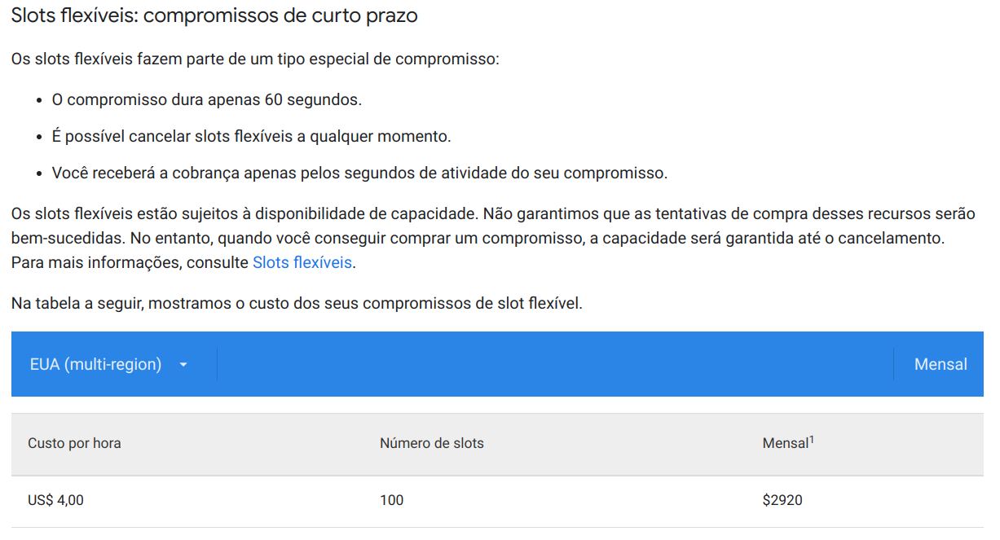 Slots flexíveis: compromissos de curto prazo
Os slots flexíveis fazem parte de um tipo especial de compromisso:
• O compromisso dura apenas 60 segundos.
• É possível cancelar slots flexíveis a qualquer momento.
• Você receberá a cobrança apenas pelos segundos de atividade do seu compromisso.
Os slots flexíveis estão sujeitos à disponibilidade de capacidade. Não garantimos que as tentativas de compra desses recursos serão
bem-sucedidas. No entanto, quando você conseguir comprar um compromisso, a capacidade será garantida até o cancelamento.
Para mais informações, consulte Slots flexíveis.
Na tabela a seguir, mostramos o custo dos seus compromissos de slot flexível.
EUA (multi-region) Mensal
Custo por hora Número de slots Mensal¹
US$ 4,00 100 $2920